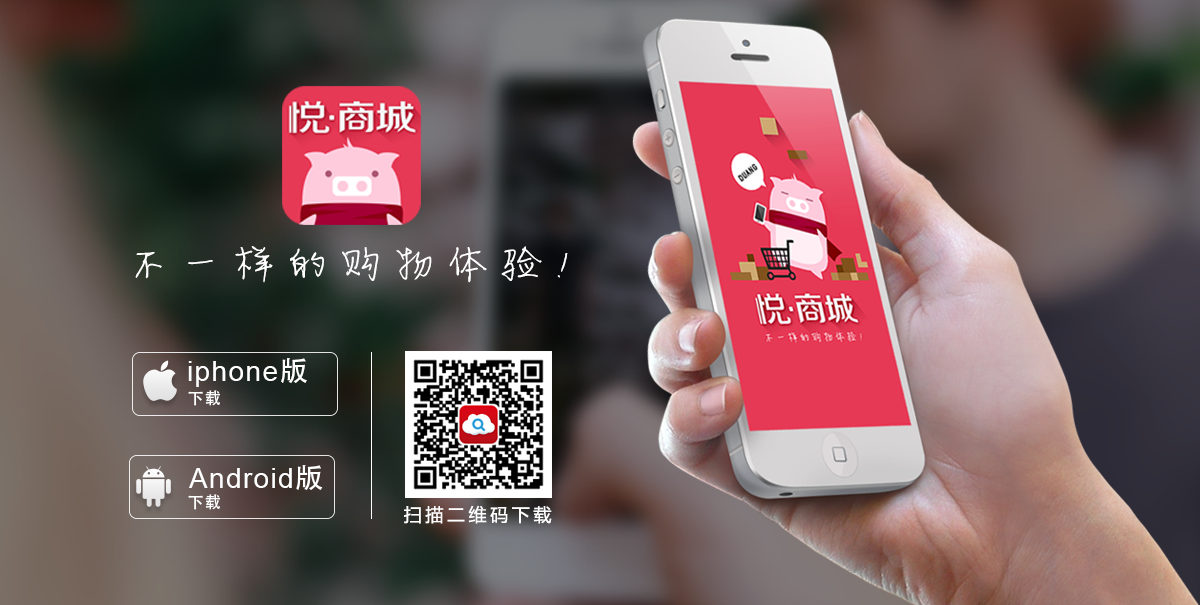 悦·商城
不一样的购物体验！
iphone版
下载
Android版
下载
扫描二维码下载
DUANG
悦·商城
不一样的购物体验！